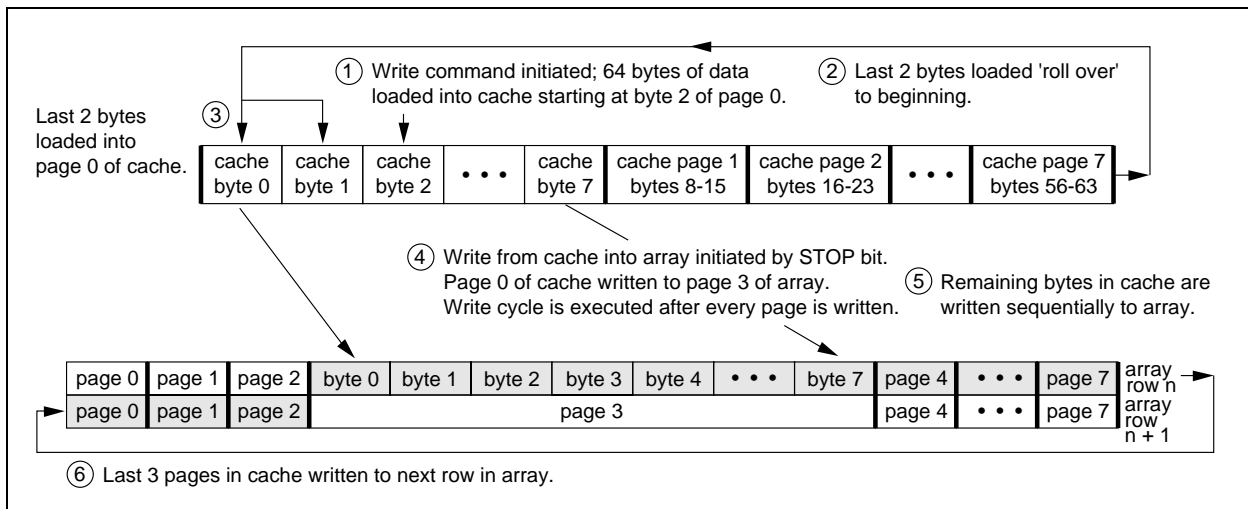 ① Write command initiated; 64 bytes of data
loaded into cache starting at byte 2 of page 0.
② Last 2 bytes loaded 'roll over'
to beginning.
③
Last 2 bytes
loaded into
page 0 of cache.
cache byte 0
cache byte 1
cache byte 2
• • •
cache byte 7
cache page 1 bytes 8-15
cache page 2 bytes 16-23
• • •
cache page 7 bytes 56-63
④ Write from cache into array initiated by STOP bit.
Page 0 of cache written to page 3 of array.
Write cycle is executed after every page is written.
⑤ Remaining bytes in cache are
written sequentially to array.
page 0 page 1 page 2 byte 0 byte 1 byte 2 byte 3 byte 4 • • • byte 7 page 4 • • • page 7 array row n
page 0 page 1 page 2 page 3 page 4 • • • page 7 array row n + 1
⑥ Last 3 pages in cache written to next row in array.